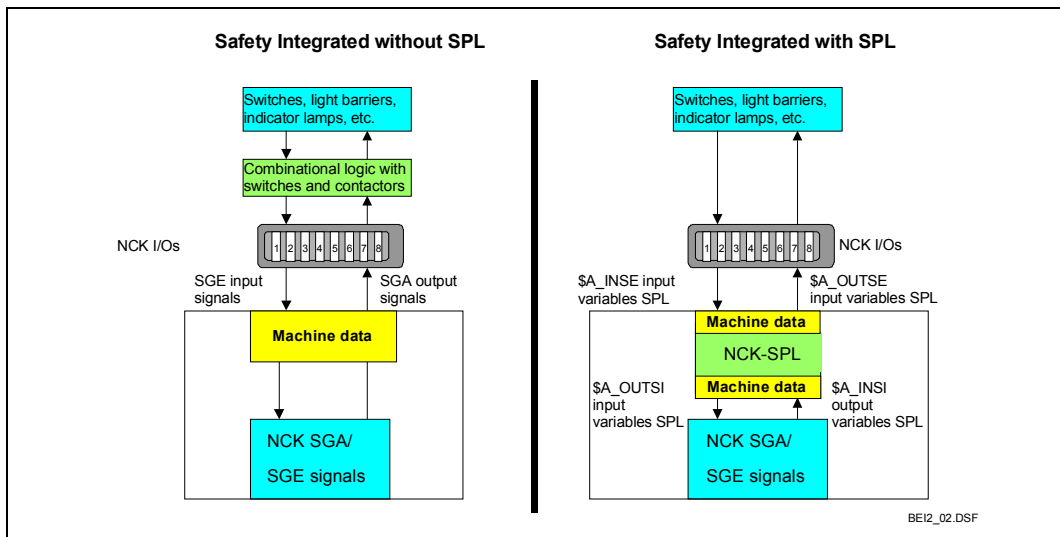 Safety Integrated without SPL
Switches, light barriers,
indicator lamps, etc.
Combinational logic with
switches and contactors
NCK I/Os
1 2 3 4 5 6 7 8
SGE input
signals
SGA output
signals
Machine data
NCK SGA/
SGE signals
Safety Integrated with SPL
Switches, light barriers,
indicator lamps, etc.
1 2 3 4 5 6 7 8
NCK I/Os
$A_INSE input
variables SPL
$A_OUTSE
input variables SPL
Machine data
NCK-SPL
Machine data
$A_OUTSI
input
variables SPL
$A_INSI
output
variables SPL
NCK SGA/
SGE signals
BEI2_02.DSF